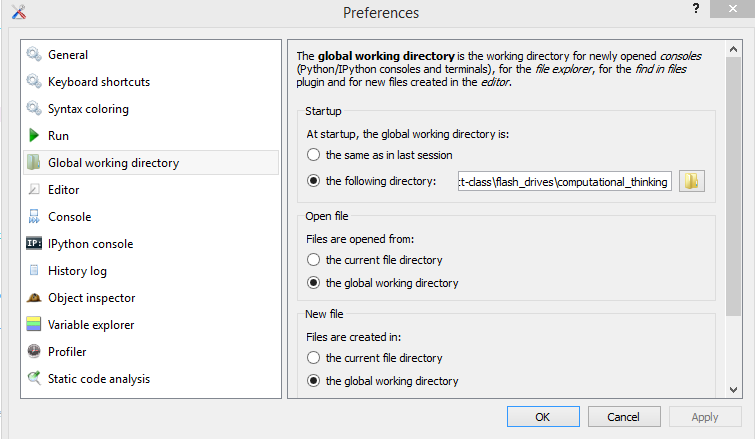 Preferences
?
General
Keyboard shortcuts
Syntax coloring
Run
Global working directory
Editor
Console
IP:
IPython console
History log
Object inspector
Variable explorer
Profiler
Static code analysis
The global working directory is the working directory for newly opened consoles
(Python/IPython consoles and terminals), for the file explorer, for the find in files
plugin and for new files created in the editor.
Startup
At startup, the global working directory is:
the same as in last session
the following directory:
:t-class\flash_drives\computational_thinking
Open file
Files are opened from:
the current file directory
the global working directory
New file
Files are created in:
the current file directory
the global working directory
OK
Cancel
Apply